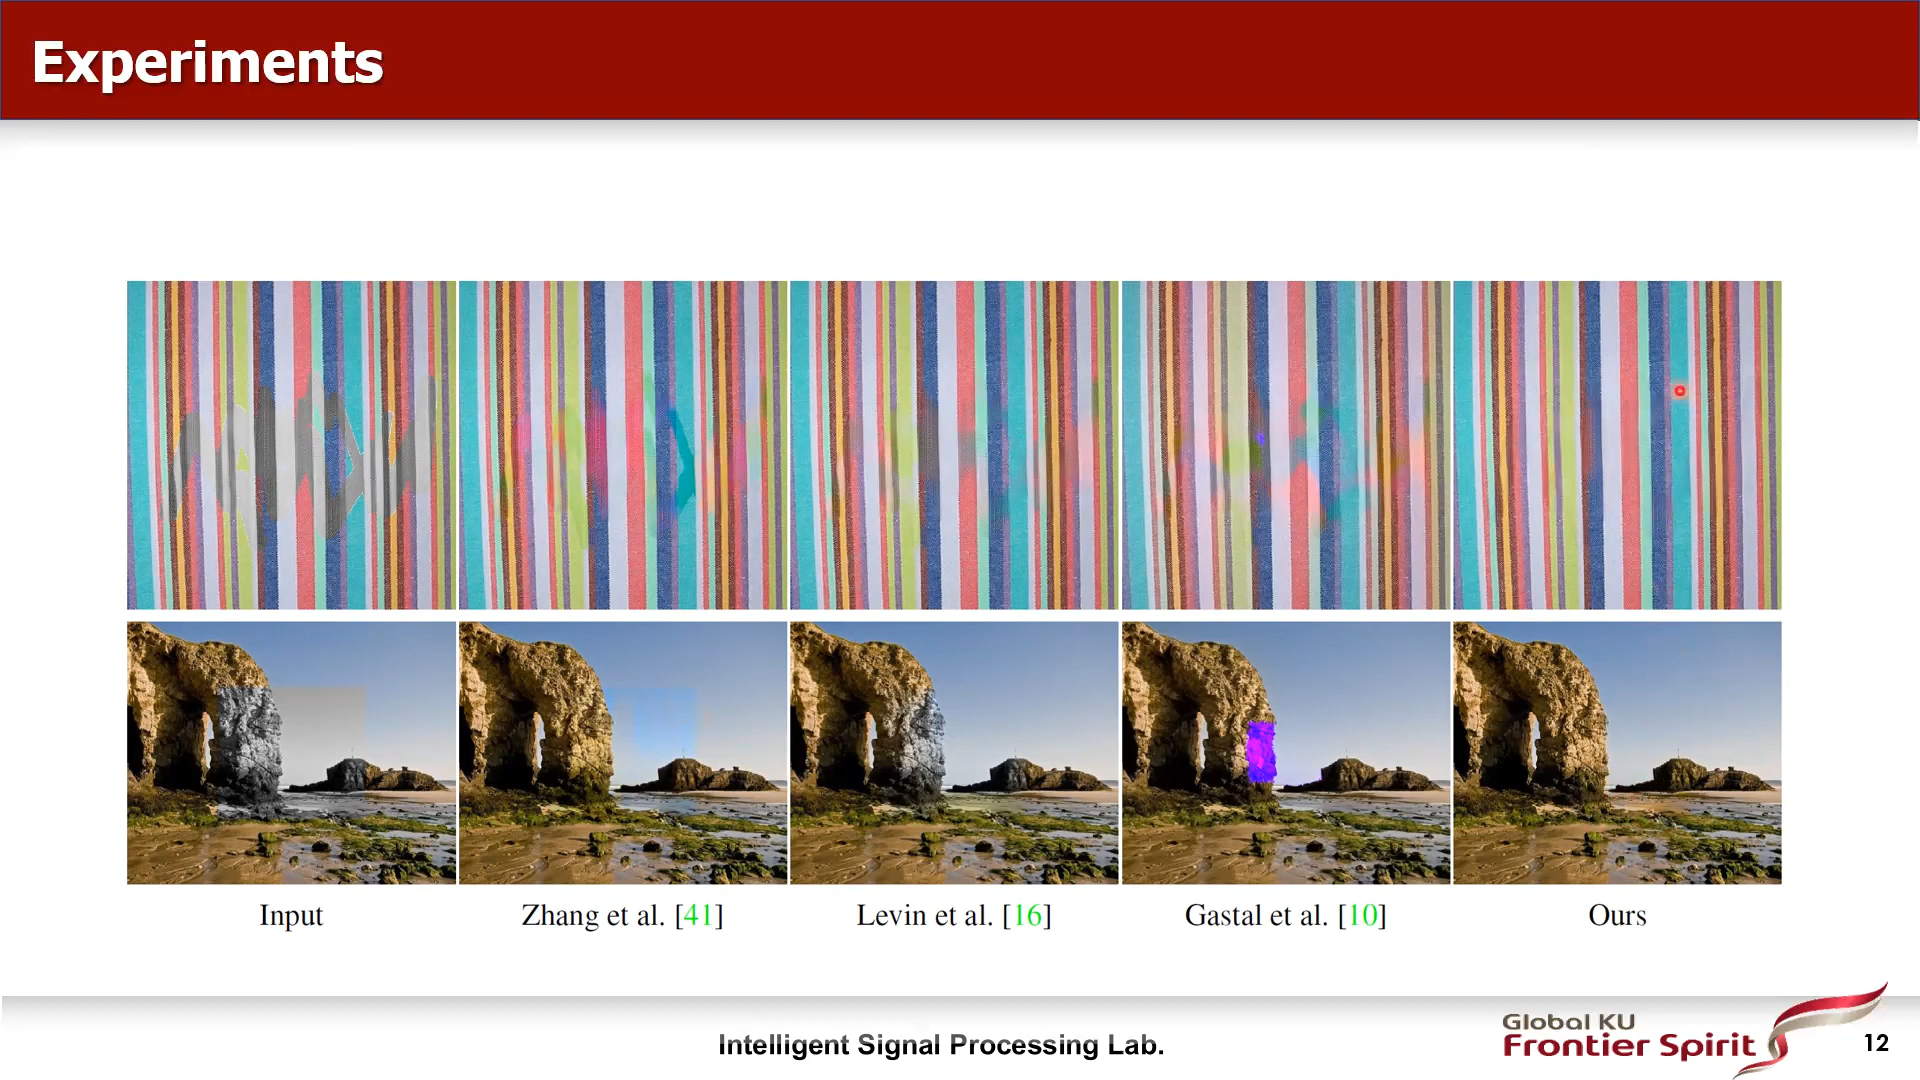 Experiments
Input
Zhang et al. [41]
Levin et al. [16]
Gastal et al. [10]
Ours
Intelligent Signal Processing Lab.
Global KU
Frontier Spirit
12